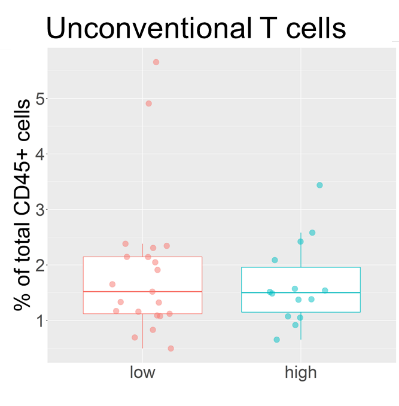 Unconventional T cells
% of total CD45+ cells
5
4
3
2
1
low high